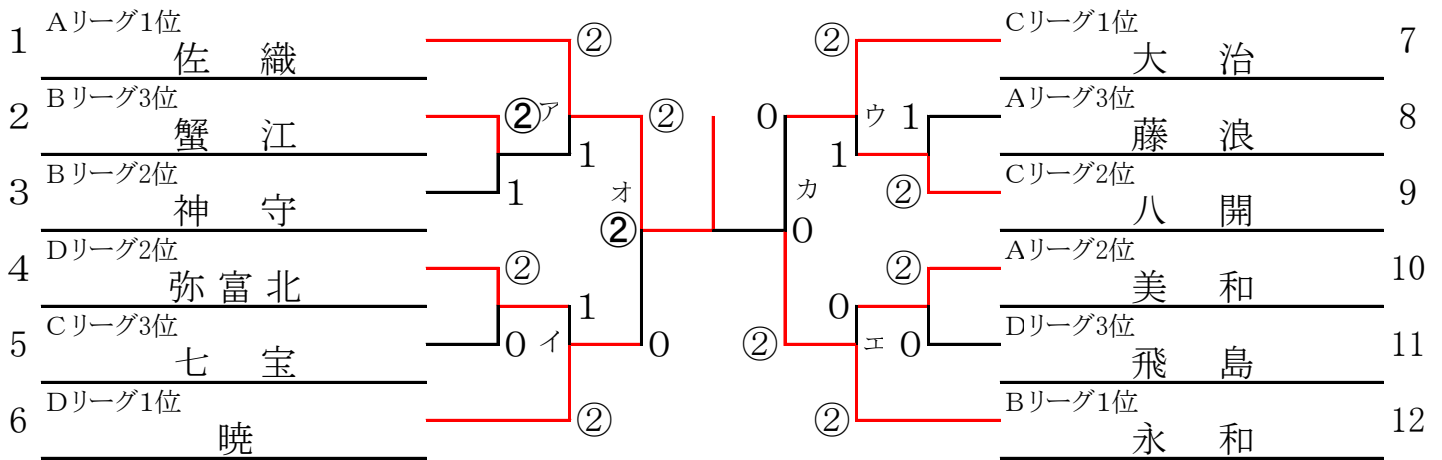 1 Aリーグ1位
佐 織
2 Bリーグ3位
蟹 江
3 Bリーグ2位
神 守
4 Dリーグ2位
弥富北
5 Cリーグ3位
七 宝
6 Dリーグ1位
暁
②
②ア
1
1
②
オ
②
②
1
0
イ
0
②
②
0
ウ
1
1
カ
②
0
②
0
②
エ
0
②
Cリーグ1位 7
大 治
Aリーグ3位 8
藤 浪
Cリーグ2位 9
八 開
Aリーグ2位 10
美 和
Dリーグ3位 11
飛 島
Bリーグ1位 12
永 和